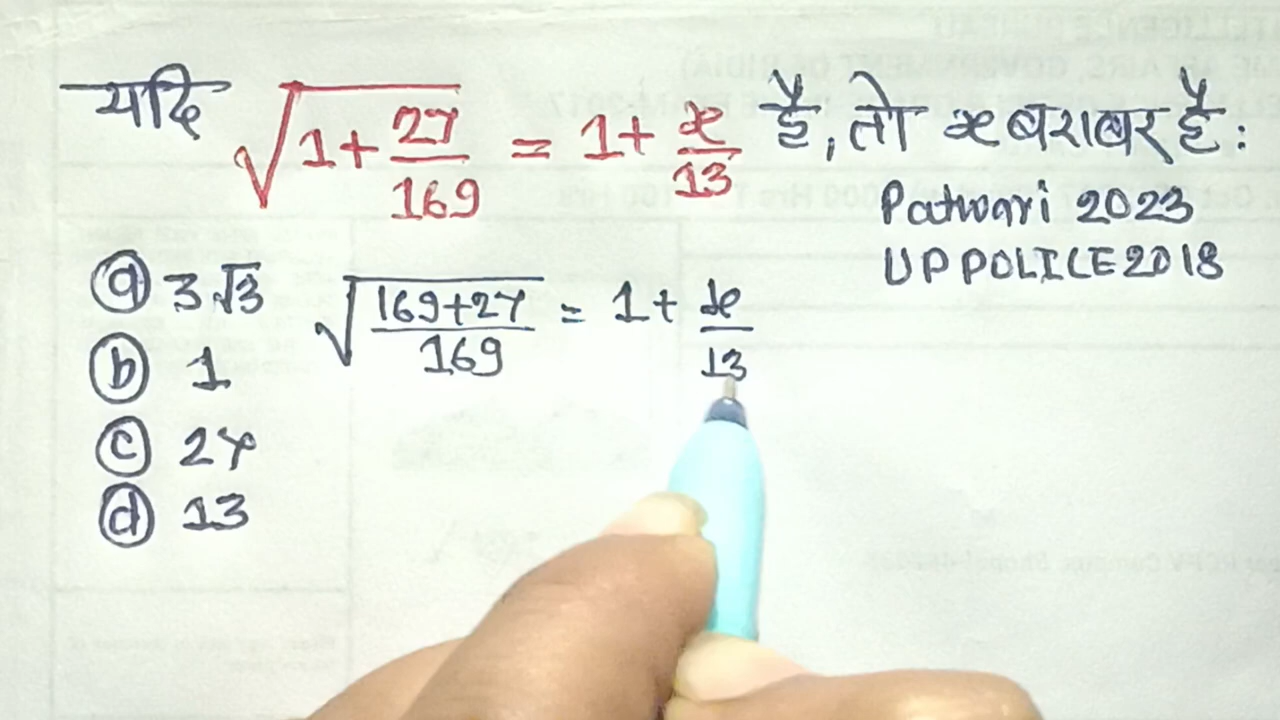 यदि √(1+27/169) = 1+x/13 है, तो x बराबर है :
Patwari 2023
UP POLICE 2018
ⓐ 3√3
√((169+27)/169) = 1+x/13
ⓑ 1
ⓒ 27
ⓓ 13